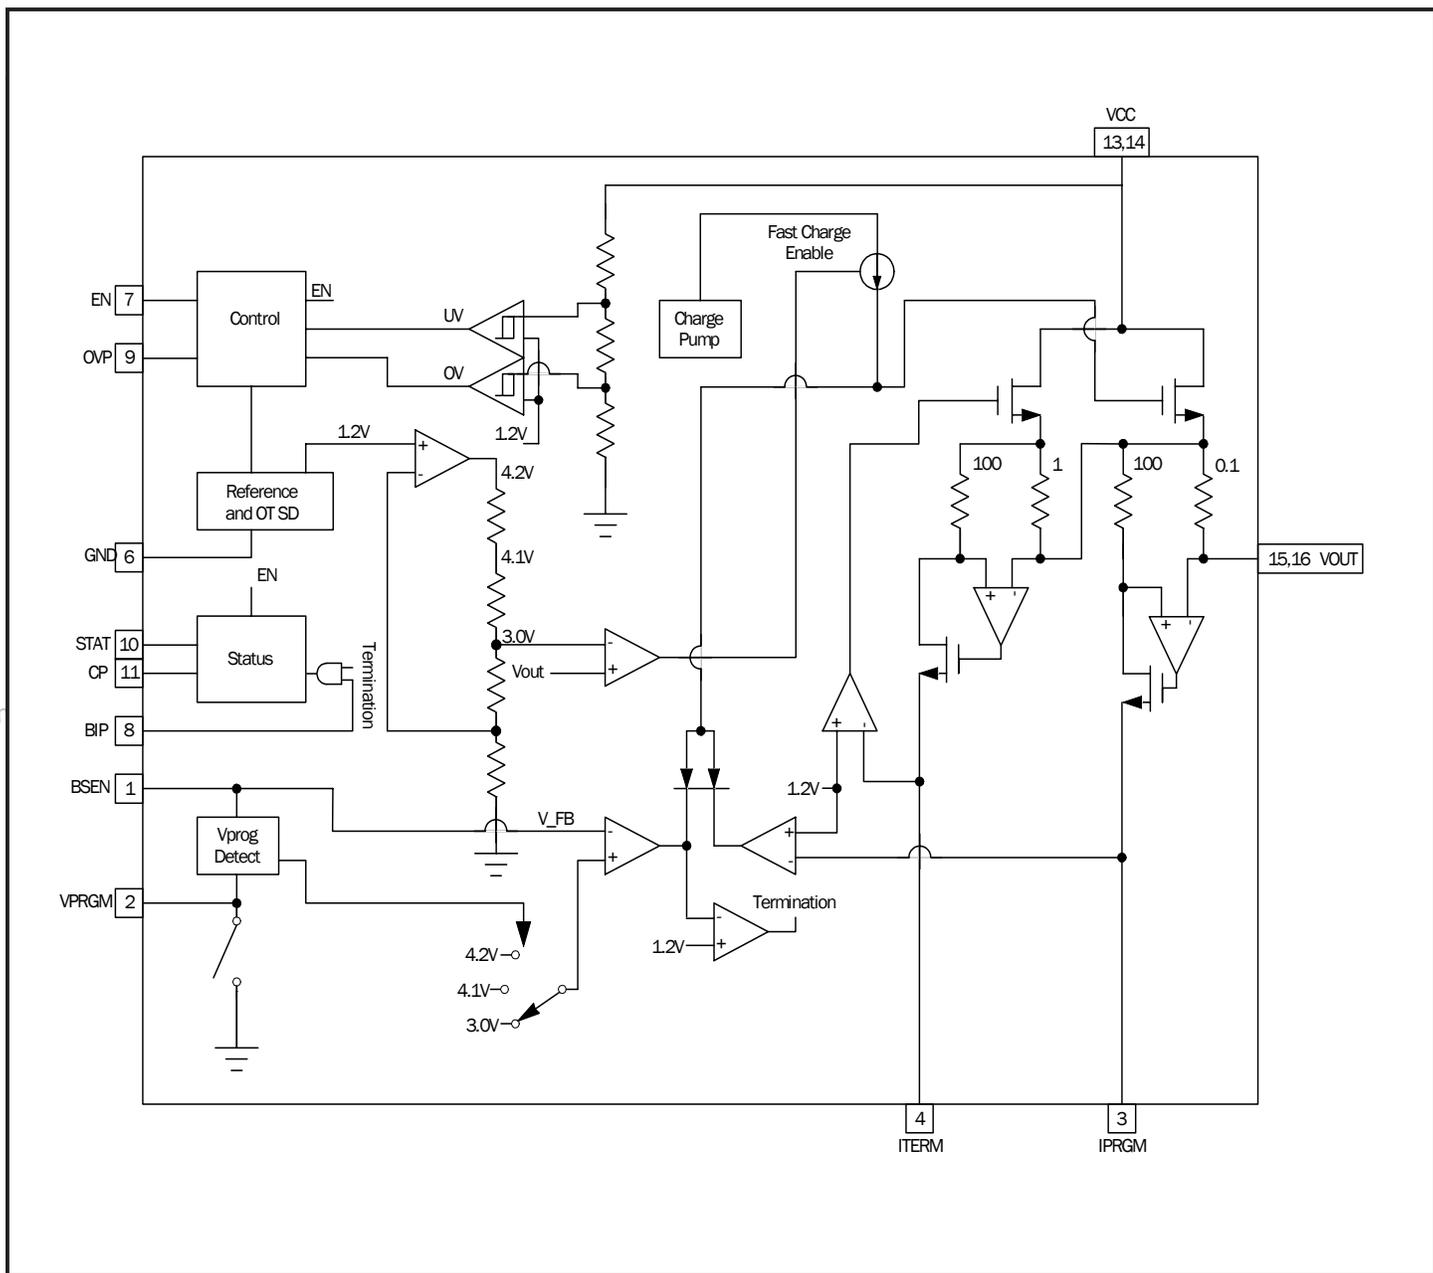 VCC
13,14
Fast Charge
Enable
EN 7
EN
Control
UV
Charge
Pump
OVP 9
OV
1.2V
1.2V
+
-
4.2V
100
1
100
0.1
Reference
and OT SD
GND 6
4.1V
15,16 VOUT
EN
+ -
+ -
STAT 10
Status
Termination
3.0V
-
CP 11
Vout
+
BIP 8
+ -
BSEN 1
1.2V
Vprog
Detect
V_FB
-
+
+
-
VPRGM 2
Termination
-
1.2V
+
4.2V
4.1V
3.0V
4
3
ITERM
IPRGM